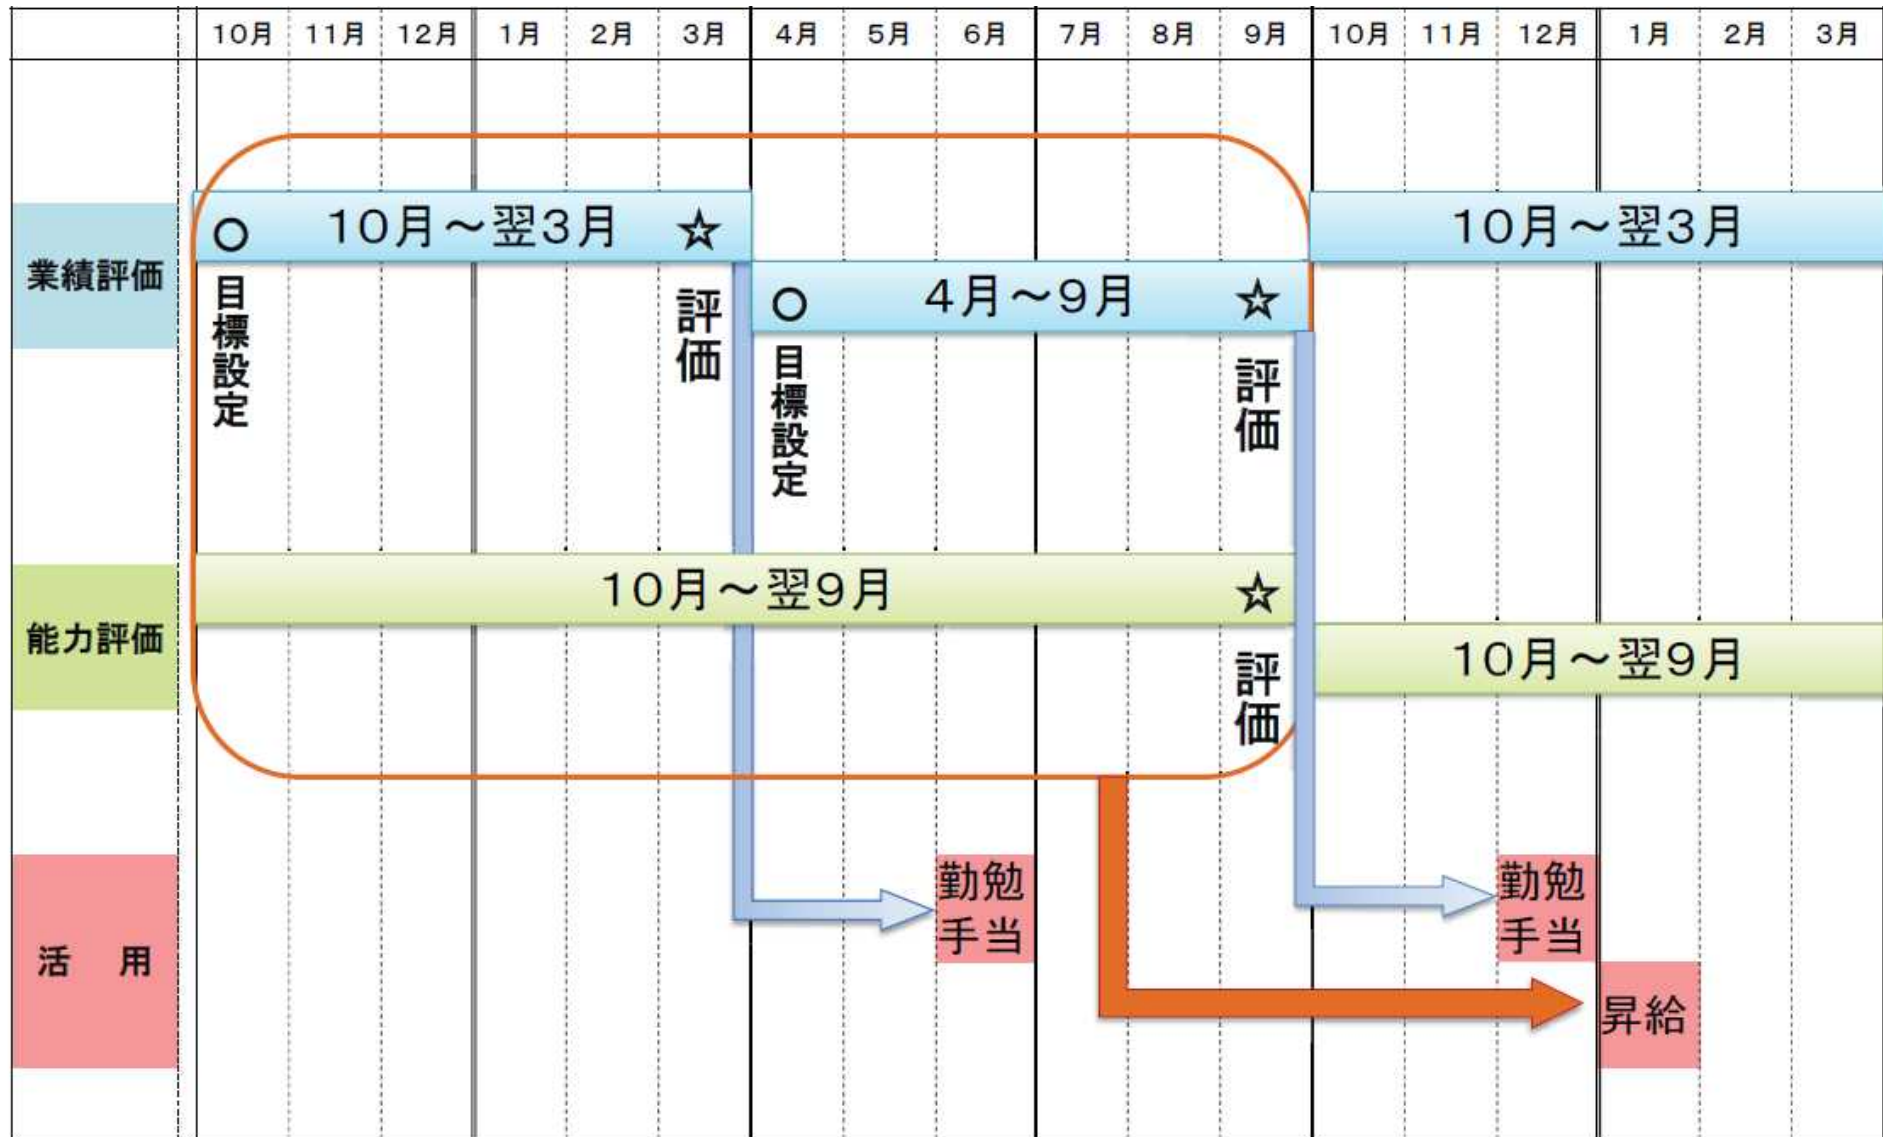 10月 11月 12月 1月 2月 3月 4月 5月 6月 7月 8月 9月 10月 11月 12月 1月 2月 3月
業績評価
○ 10月～翌3月 ☆
目標設定
評価
○ 4月～9月 ☆
目標設定
評価
10月～翌3月
能力評価
10月～翌9月 ☆
評価
10月～翌9月
活 用
勤勉
手当
勤勉
手当
昇給